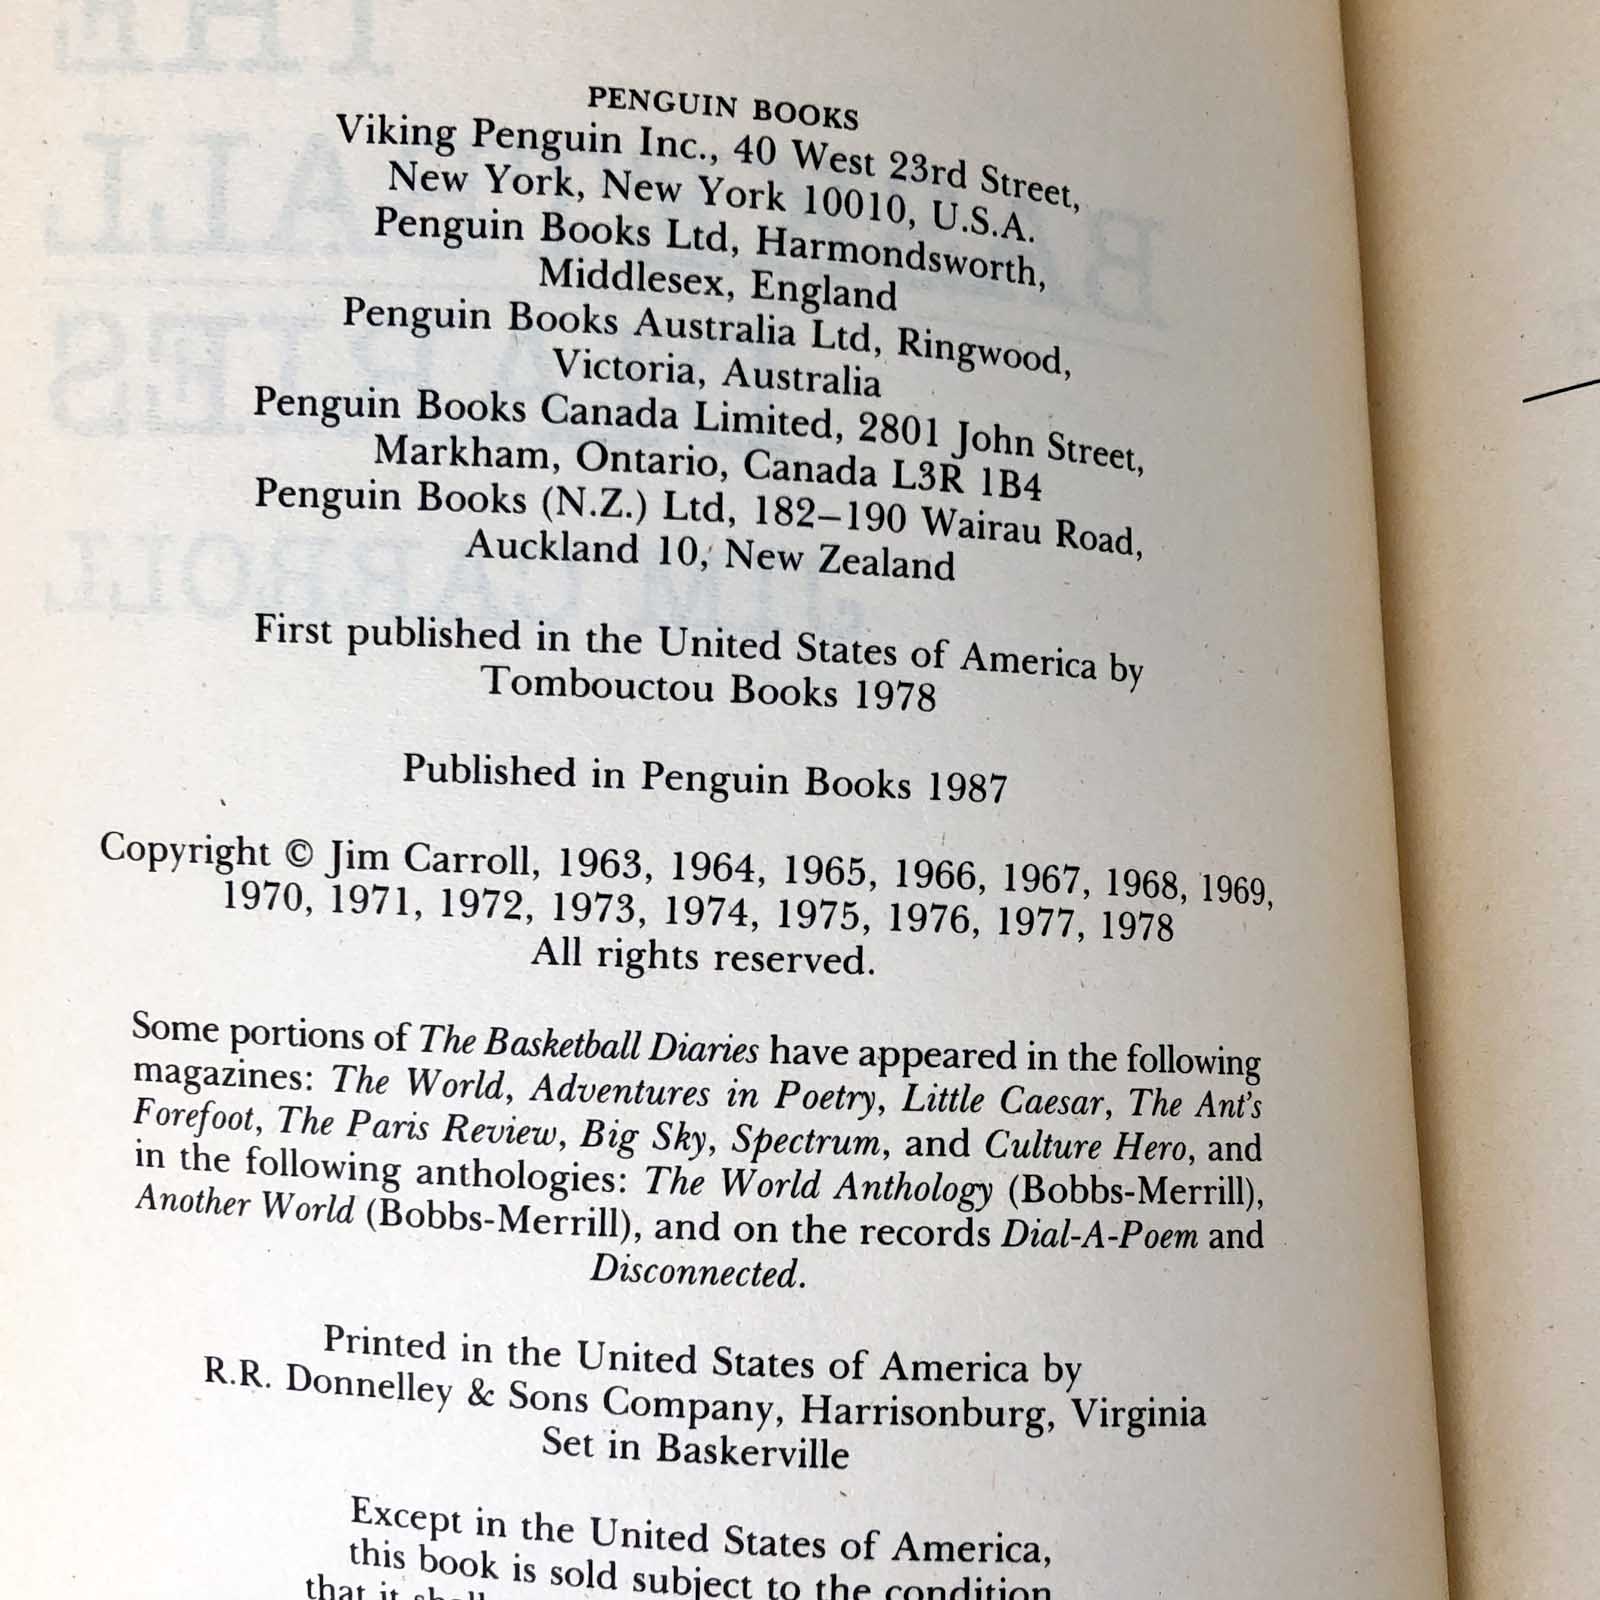 PENGUIN BOOKS
Viking Penguin Inc., 40 West 23rd Street,
New York, New York 10010, U.S.A.
Penguin Books Ltd, Harmondsworth,
Middlesex, England
Penguin Books Australia Ltd, Ringwood,
Victoria, Australia
Penguin Books Canada Limited, 2801 John Street,
Markham, Ontario, Canada L3R 1B4
Penguin Books (N.Z.) Ltd, 182–190 Wairau Road,
Auckland 10, New Zealand
First published in the United States of America by
Tombouctou Books 1978
Published in Penguin Books 1987
Copyright © Jim Carroll, 1963, 1964, 1965, 1966, 1967, 1968, 1969,
1970, 1971, 1972, 1973, 1974, 1975, 1976, 1977, 1978
All rights reserved.
Some portions of The Basketball Diaries have appeared in the following
magazines: The World, Adventures in Poetry, Little Caesar, The Ant's
Forefoot, The Paris Review, Big Sky, Spectrum, and Culture Hero, and
in the following anthologies: The World Anthology (Bobbs-Merrill),
Another World (Bobbs-Merrill), and on the records Dial-A-Poem and
Disconnected.
Printed in the United States of America by
R.R. Donnelley & Sons Company, Harrisonburg, Virginia
Set in Baskerville
Except in the United States of America,
this book is sold subject to the condition
that it shall